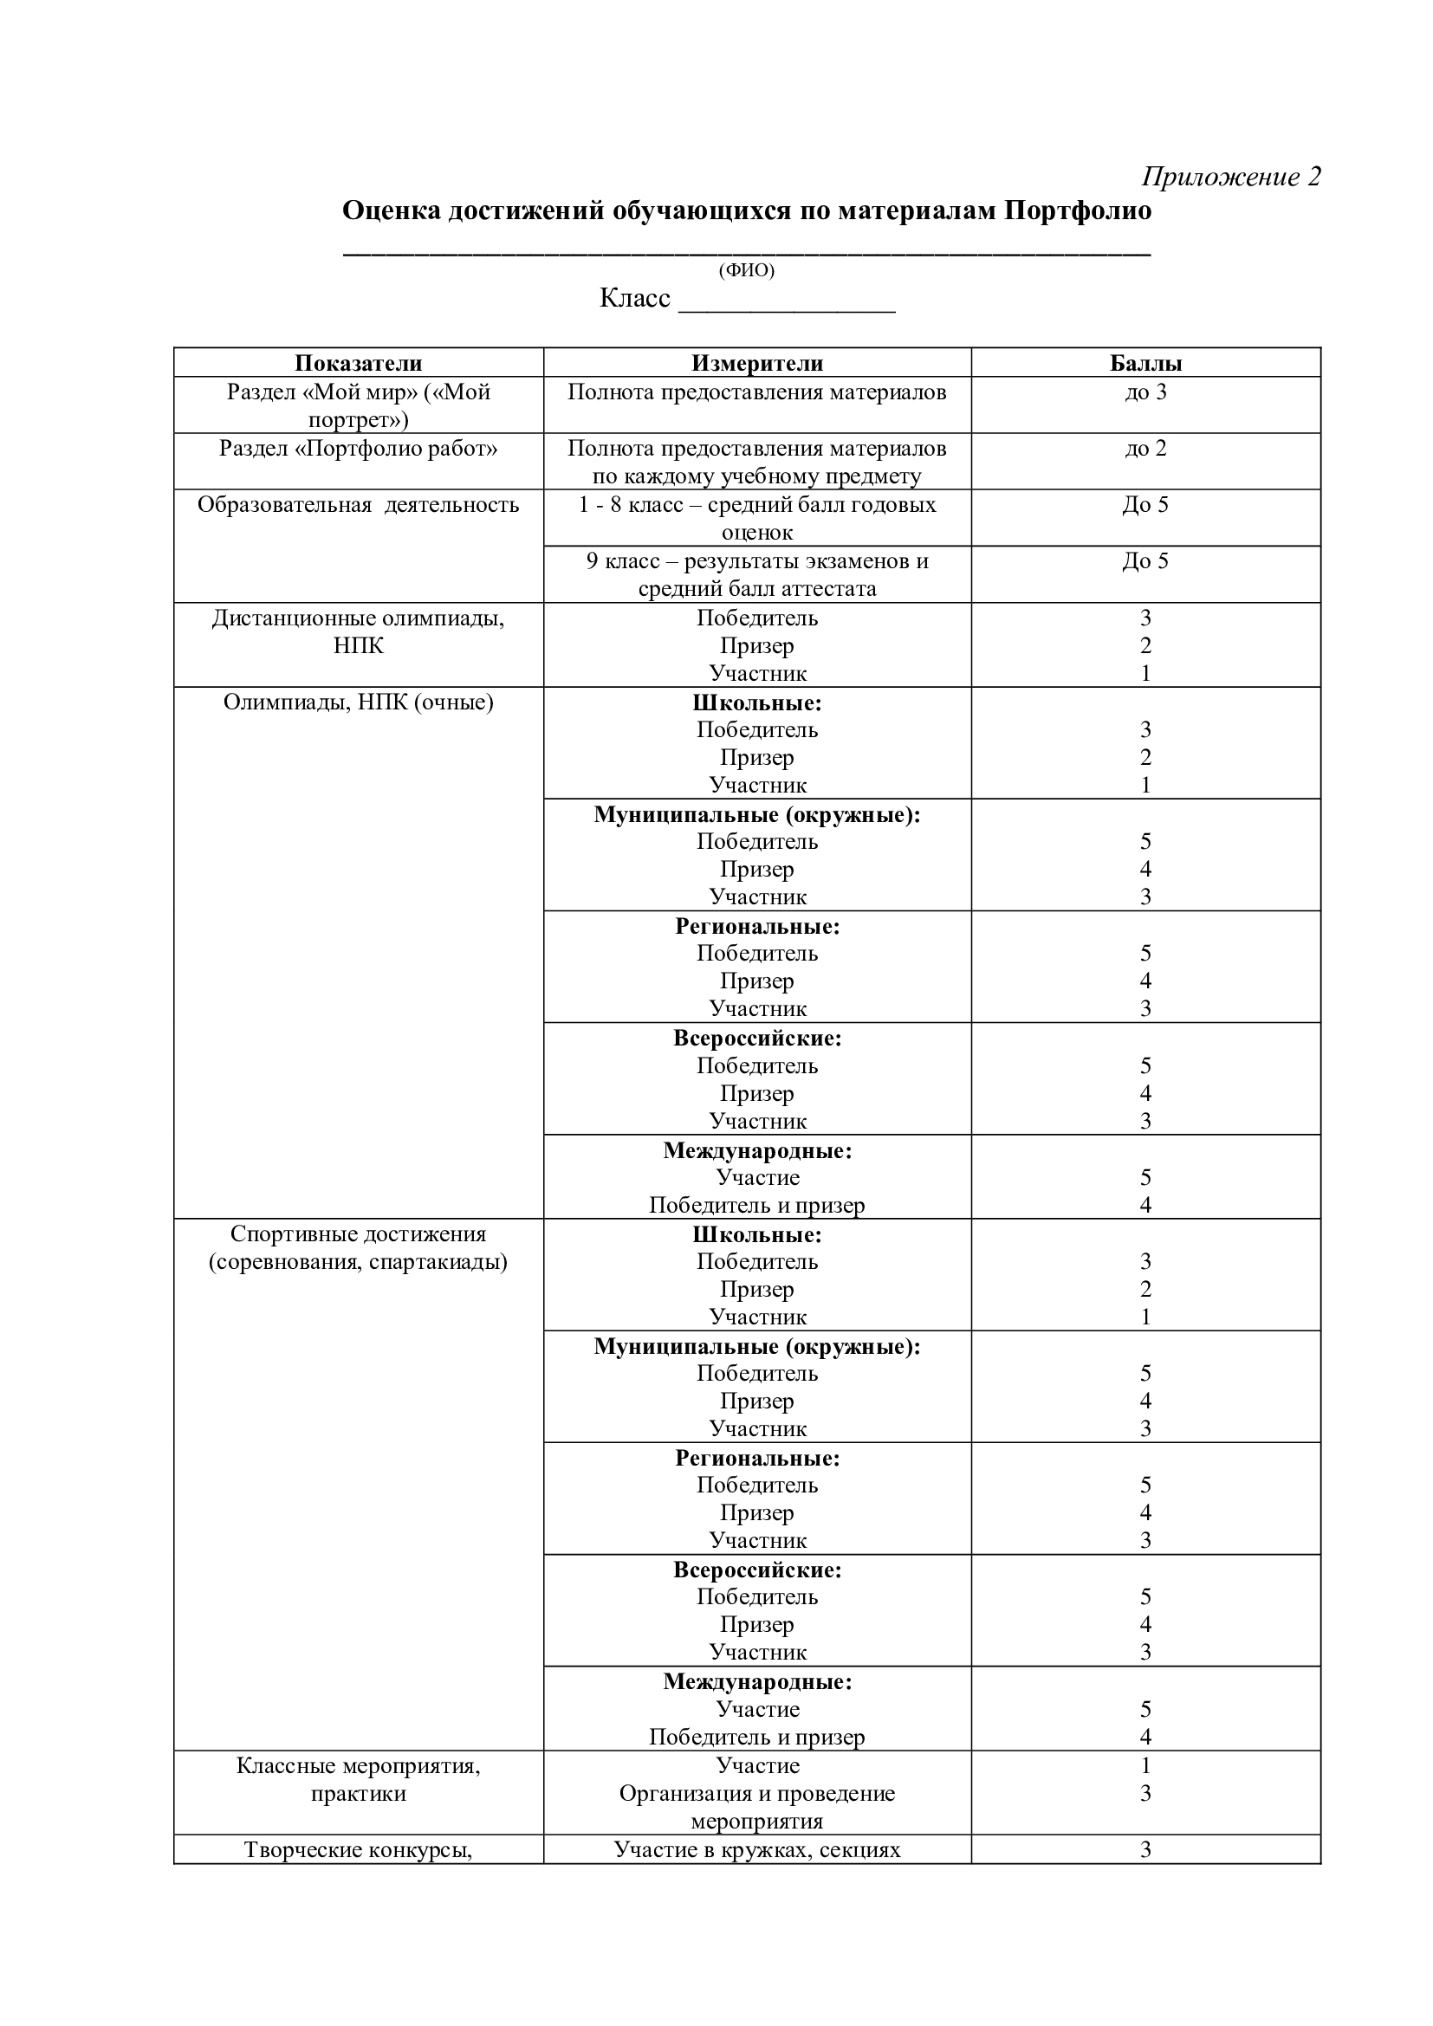 Приложение 2
Оценка достижений обучающихся по материалам Портфолио
____________________________________________________________
(ФИО)
Класс _______________
Показатели Измерители Баллы
Раздел «Мой мир» («Мой Полнота предоставления материалов до 3
портрет»)
Раздел «Портфолио работ» Полнота предоставления материалов до 2
по каждому учебному предмету
Образовательная деятельность 1 - 8 класс – средний балл годовых До 5
оценок
9 класс – результаты экзаменов и До 5
средний балл аттестата
Дистанционные олимпиады, Победитель 3
НПК Призер 2
Участник 1
Олимпиады, НПК (очные) Школьные:
Победитель 3
Призер 2
Участник 1
Муниципальные (окружные):
Победитель 5
Призер 4
Участник 3
Региональные:
Победитель 5
Призер 4
Участник 3
Всероссийские:
Победитель 5
Призер 4
Участник 3
Международные:
Участие 5
Победитель и призер 4
Спортивные достижения Школьные:
(соревнования, спартакиады) Победитель 3
Призер 2
Участник 1
Муниципальные (окружные):
Победитель 5
Призер 4
Участник 3
Региональные:
Победитель 5
Призер 4
Участник 3
Всероссийские:
Победитель 5
Призер 4
Участник 3
Международные:
Участие 5
Победитель и призер 4
Классные мероприятия, Участие 1
практики Организация и проведение 3
мероприятия
Творческие конкурсы, Участие в кружках, секциях 3